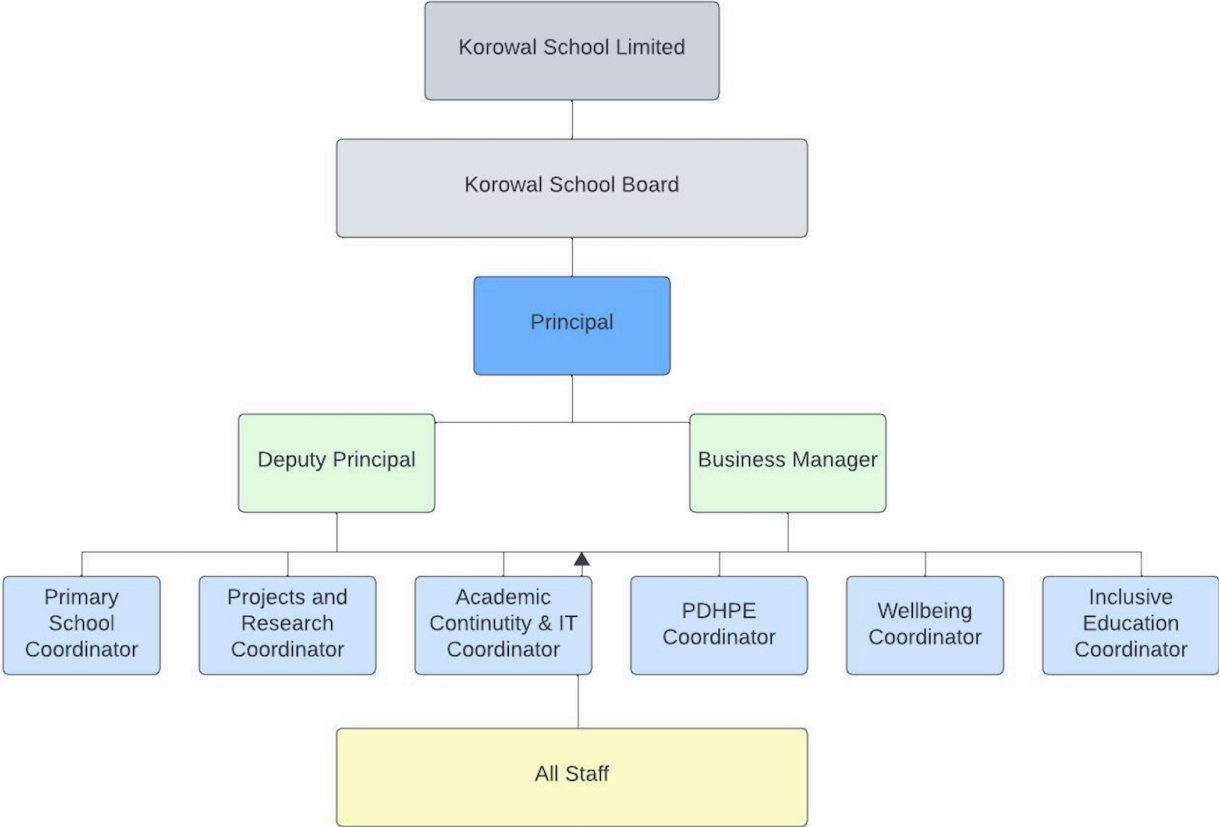 Korowal School Limited
Korowal School Board
Principal
Deputy Principal
Business Manager
Primary
School
Coordinator
Projects and
Research
Coordinator
Academic
Continutity & IT
Coordinator
PDHPE
Coordinator
Wellbeing
Coordinator
Inclusive
Education
Coordinator
All Staff